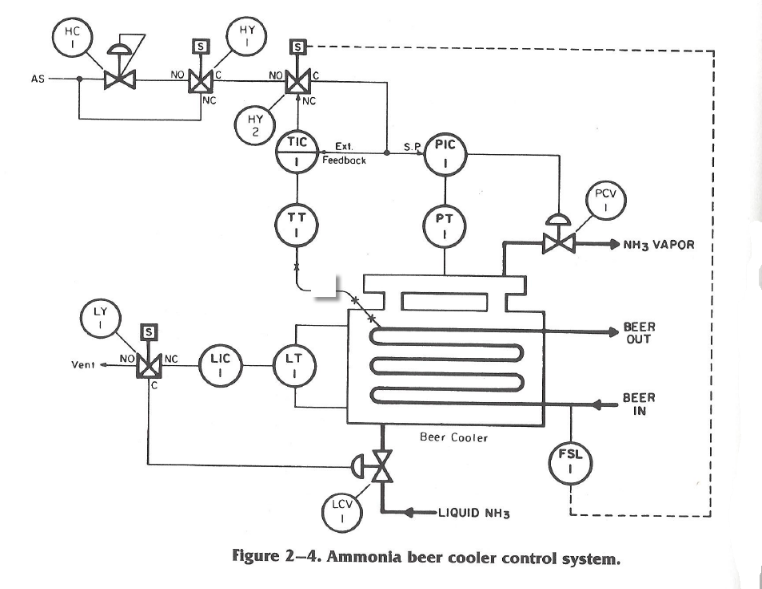 HC
1
HY
1
S
S
AS
NO
C
NC
NO
C
NC
HY
2
TIC
1
Ext.
Feedback
S.P.
PIC
1
TT
1
PT
1
PCV
1
NH3 VAPOR
LY
1
S
Vent
NO
NC
C
LIC
1
LT
1
BEER
OUT
BEER
IN
Beer Cooler
FSL
1
LCV
1
LIQUID NH3
Figure 2–4. Ammonia beer cooler control system.